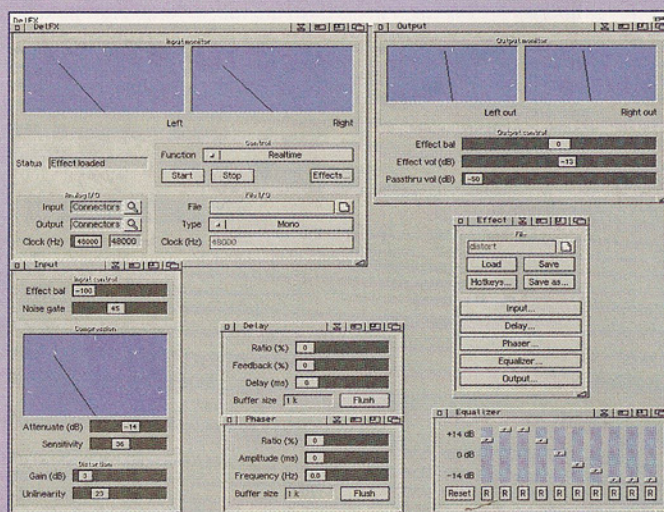 DelFX
Input monitor
Left
Right
Status
Effect loaded
Control
Function
Realtime
Start
Stop
Effects...
Analog I/O
Input
Connectors
Output
Connectors
Clock (Hz)
48000
48000
File I/O
File
Type
Mono
Clock (Hz)
48000
Output
Output monitor
Left out
Right out
Output control
Effect bal
0
Effect vol (dB)
-13
Passthru vol (dB)
-60
Input
Input control
Effect bal
-100
Noise gate
45
Compression
Attenuate (dB)
-14
Sensitivity
36
Distortion
Gain (dB)
3
Unlinearity
23
Delay
Ratio (%)
0
Feedback (%)
0
Delay (ms)
0
Buffer size
1 k
Flush
Phaser
Ratio (%)
0
Amplitude (ms)
0
Frequency (Hz)
0.0
Buffer size
1 k
Flush
Effect
File
distort
Load
Save
Hotkeys...
Save as...
Input...
Delay...
Phaser...
Equalizer...
Output...
Equalizer
+14 dB
0 dB
-14 dB
Reset
R R R R R R R R R R